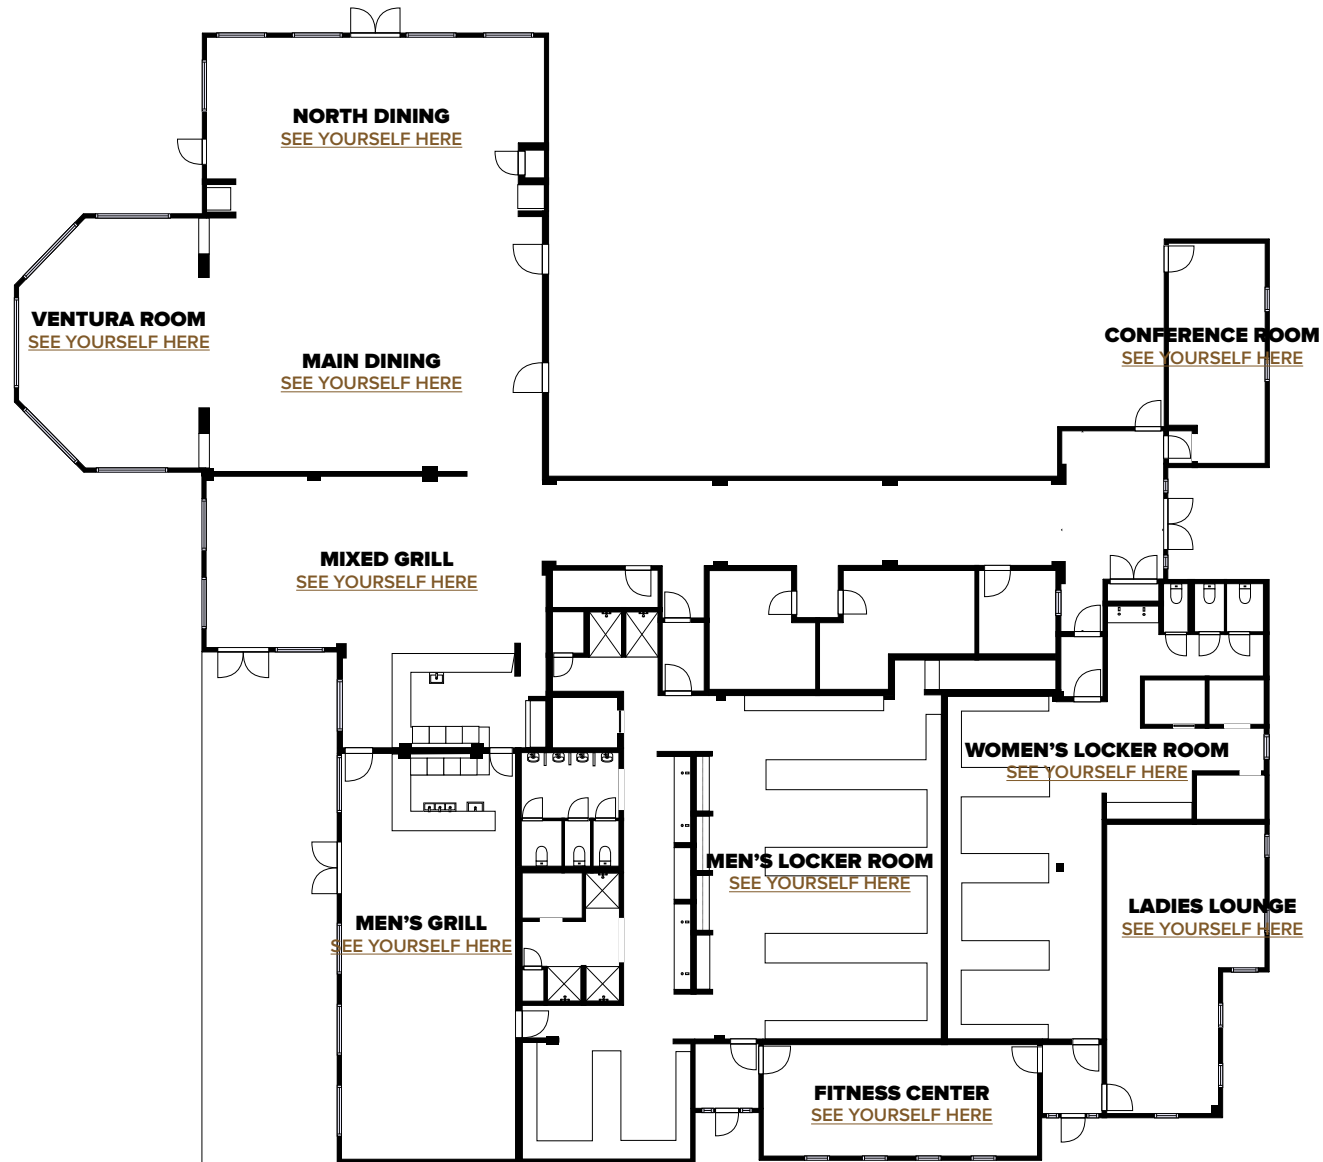 NORTH DINING
SEE YOURSELF HERE
VENTURA ROOM
SEE YOURSELF HERE
MAIN DINING
SEE YOURSELF HERE
CONFERENCE ROOM
SEE YOURSELF HERE
MIXED GRILL
SEE YOURSELF HERE
WOMEN'S LOCKER ROOM
SEE YOURSELF HERE
MEN'S LOCKER ROOM
SEE YOURSELF HERE
MEN'S GRILL
SEE YOURSELF HERE
LADIES LOUNGE
SEE YOURSELF HERE
FITNESS CENTER
SEE YOURSELF HERE